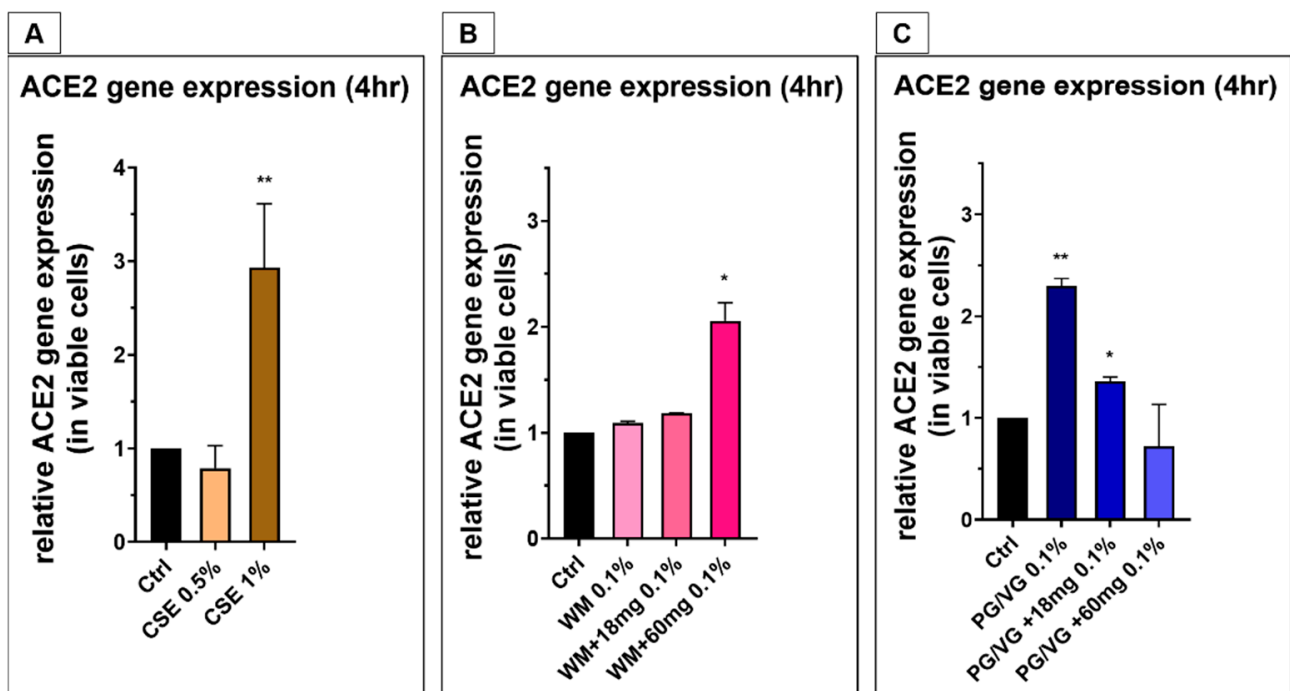 A
ACE2 gene expression (4hr)
relative ACE2 gene expression
(in viable cells)
4
3
2
1
0
**
Ctrl
CSE 0.5%
CSE 1%
B
ACE2 gene expression (4hr)
relative ACE2 gene expression
(in viable cells)
3
2
1
0
*
Ctrl
WM 0.1%
WM+18mg 0.1%
WM+60mg 0.1%
C
ACE2 gene expression (4hr)
relative ACE2 gene expression
(in viable cells)
3
2
1
0
**
*
Ctrl
PG/VG 0.1%
PG/VG +18mg 0.1%
PG/VG +60mg 0.1%